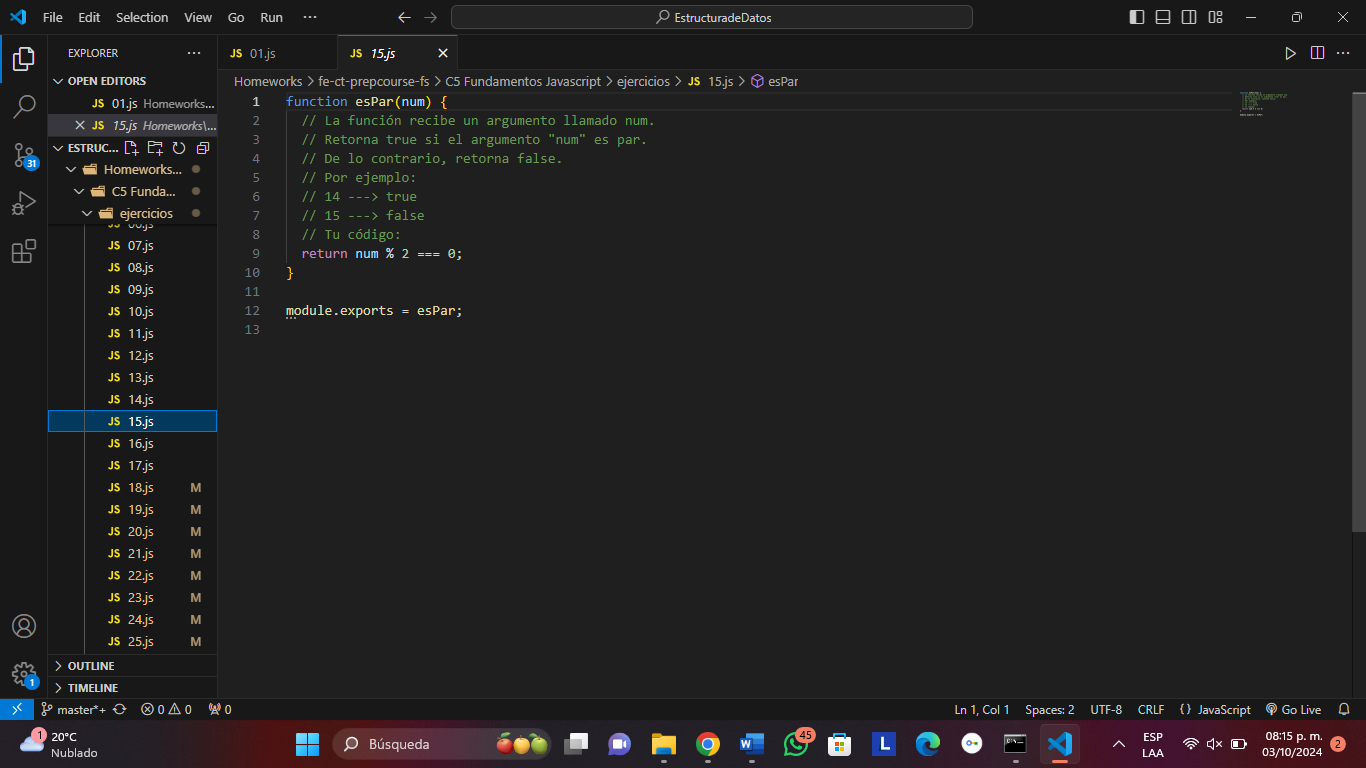 File Edit Selection View Go Run ···
EstructuradeDatos
EXPLORER ···
OPEN EDITORS
JS 01.js Homeworks...
JS 15.js Homeworks\...
ESTRUC...
Homeworks...
C5 Funda...
ejercicios
JS 06.js
JS 07.js
JS 08.js
JS 09.js
JS 10.js
JS 11.js
JS 12.js
JS 13.js
JS 14.js
JS 15.js
JS 16.js
JS 17.js
JS 18.js M
JS 19.js M
JS 20.js M
JS 21.js M
JS 22.js M
JS 23.js M
JS 24.js M
JS 25.js M
OUTLINE
TIMELINE
31
1
JS 01.js
JS 15.js
Homeworks > fe-ct-prepcourse-fs > C5 Fundamentos Javascript > ejercicios > JS 15.js > esPar
1 function esPar(num) {
2 // La función recibe un argumento llamado num.
3 // Retorna true si el argumento "num" es par.
4 // De lo contrario, retorna false.
5 // Por ejemplo:
6 // 14 ---> true
7 // 15 ---> false
8 // Tu código:
9 return num % 2 === 0;
10 }
11
12 module.exports = esPar;
13
master*+ 0 0 0
Ln 1, Col 1 Spaces: 2 UTF-8 CRLF {} JavaScript Go Live
1
20°C
Nublado
Búsqueda
45
L
ESP
LAA
08:15 p. m.
03/10/2024
2